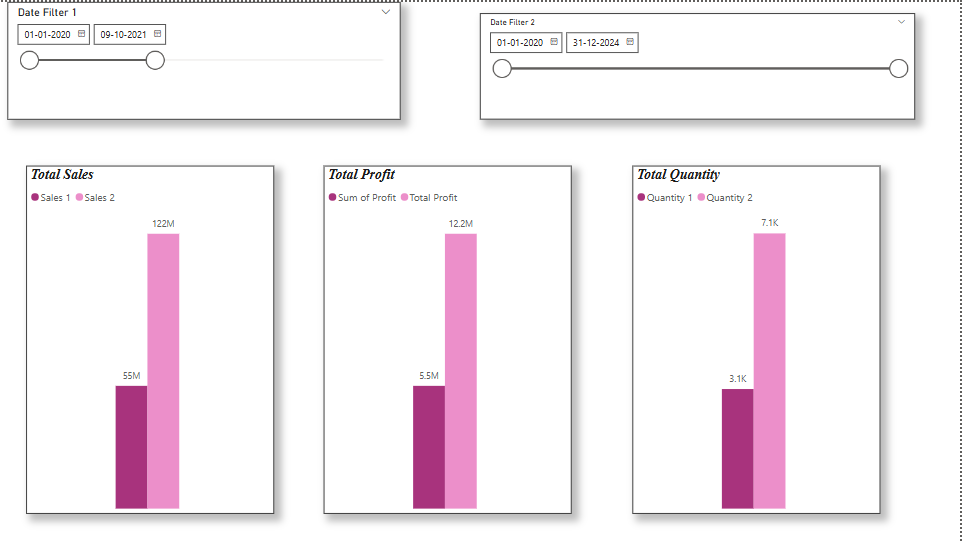 Date Filter 1
01-01-2020 09-10-2021
Date Filter 2
01-01-2020 31-12-2024
Total Sales
Sales 1 Sales 2
122M
55M
Total Profit
Sum of Profit Total Profit
12.2M
5.5M
Total Quantity
Quantity 1 Quantity 2
7.1K
3.1K